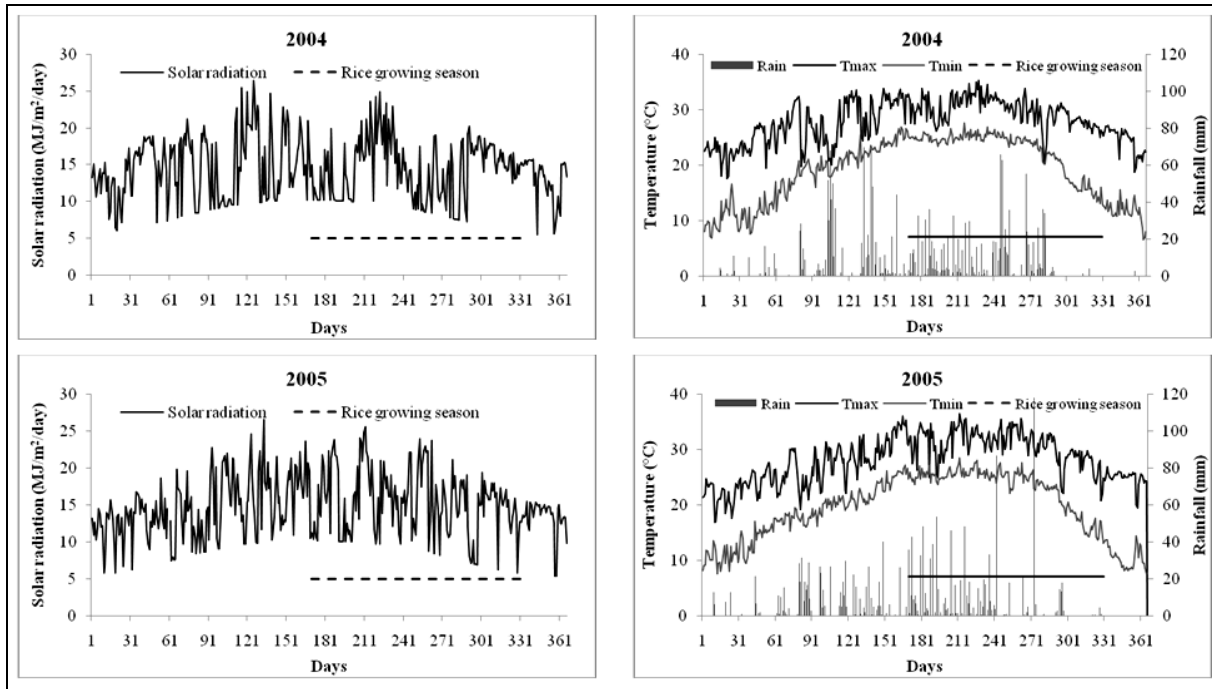 2004
Solar radiation
Rice growing season
Solar radiation (MJ/m²/day)
30
25
20
15
10
5
0
1 31 61 91 121 151 181 211 241 271 301 331 361
Days
2004
Rain Tmax Tmin Rice growing season
Temperature (°C)
40
30
20
10
0
Rainfall (mm)
120
100
80
60
40
20
0
1 31 61 91 121 151 181 211 241 271 301 331 361
Days
2005
Solar radiation
Rice growing season
Solar radiation (MJ/m²/day)
30
25
20
15
10
5
0
1 31 61 91 121 151 181 211 241 271 301 331 361
Days
2005
Rain Tmax Tmin Rice growing season
Temperature (°C)
40
30
20
10
0
Rainfall (mm)
120
100
80
60
40
20
0
1 31 61 91 121 151 181 211 241 271 301 331 361
Days